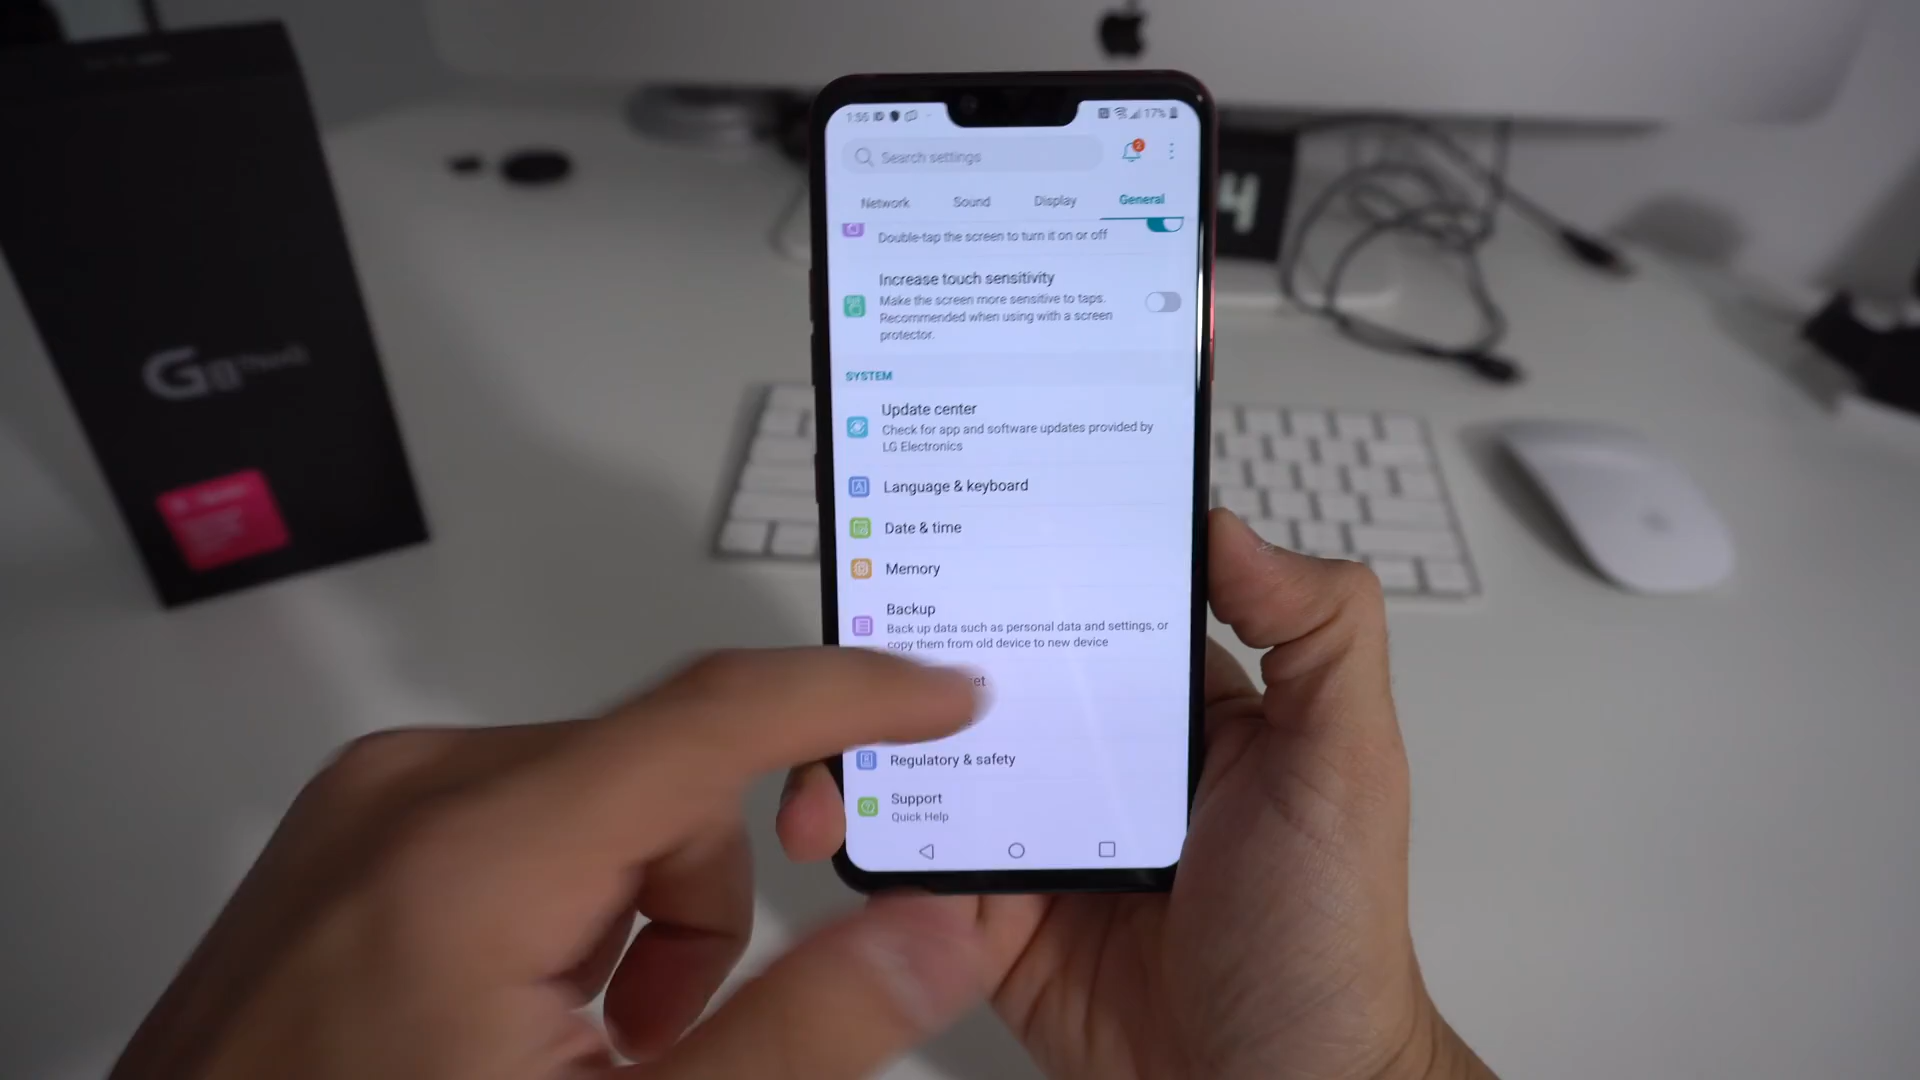 1:55
17%
Search settings
2
Network Sound Display General
Double-tap the screen to turn it on or off
Increase touch sensitivity
Make the screen more sensitive to taps.
Recommended when using with a screen
protector.
SYSTEM
Update center
Check for app and software updates provided by
LG Electronics
Language & keyboard
Date & time
Memory
Backup
Back up data such as personal data and settings, or
copy them from old device to new device
et
Regulatory & safety
Support
Quick Help
4